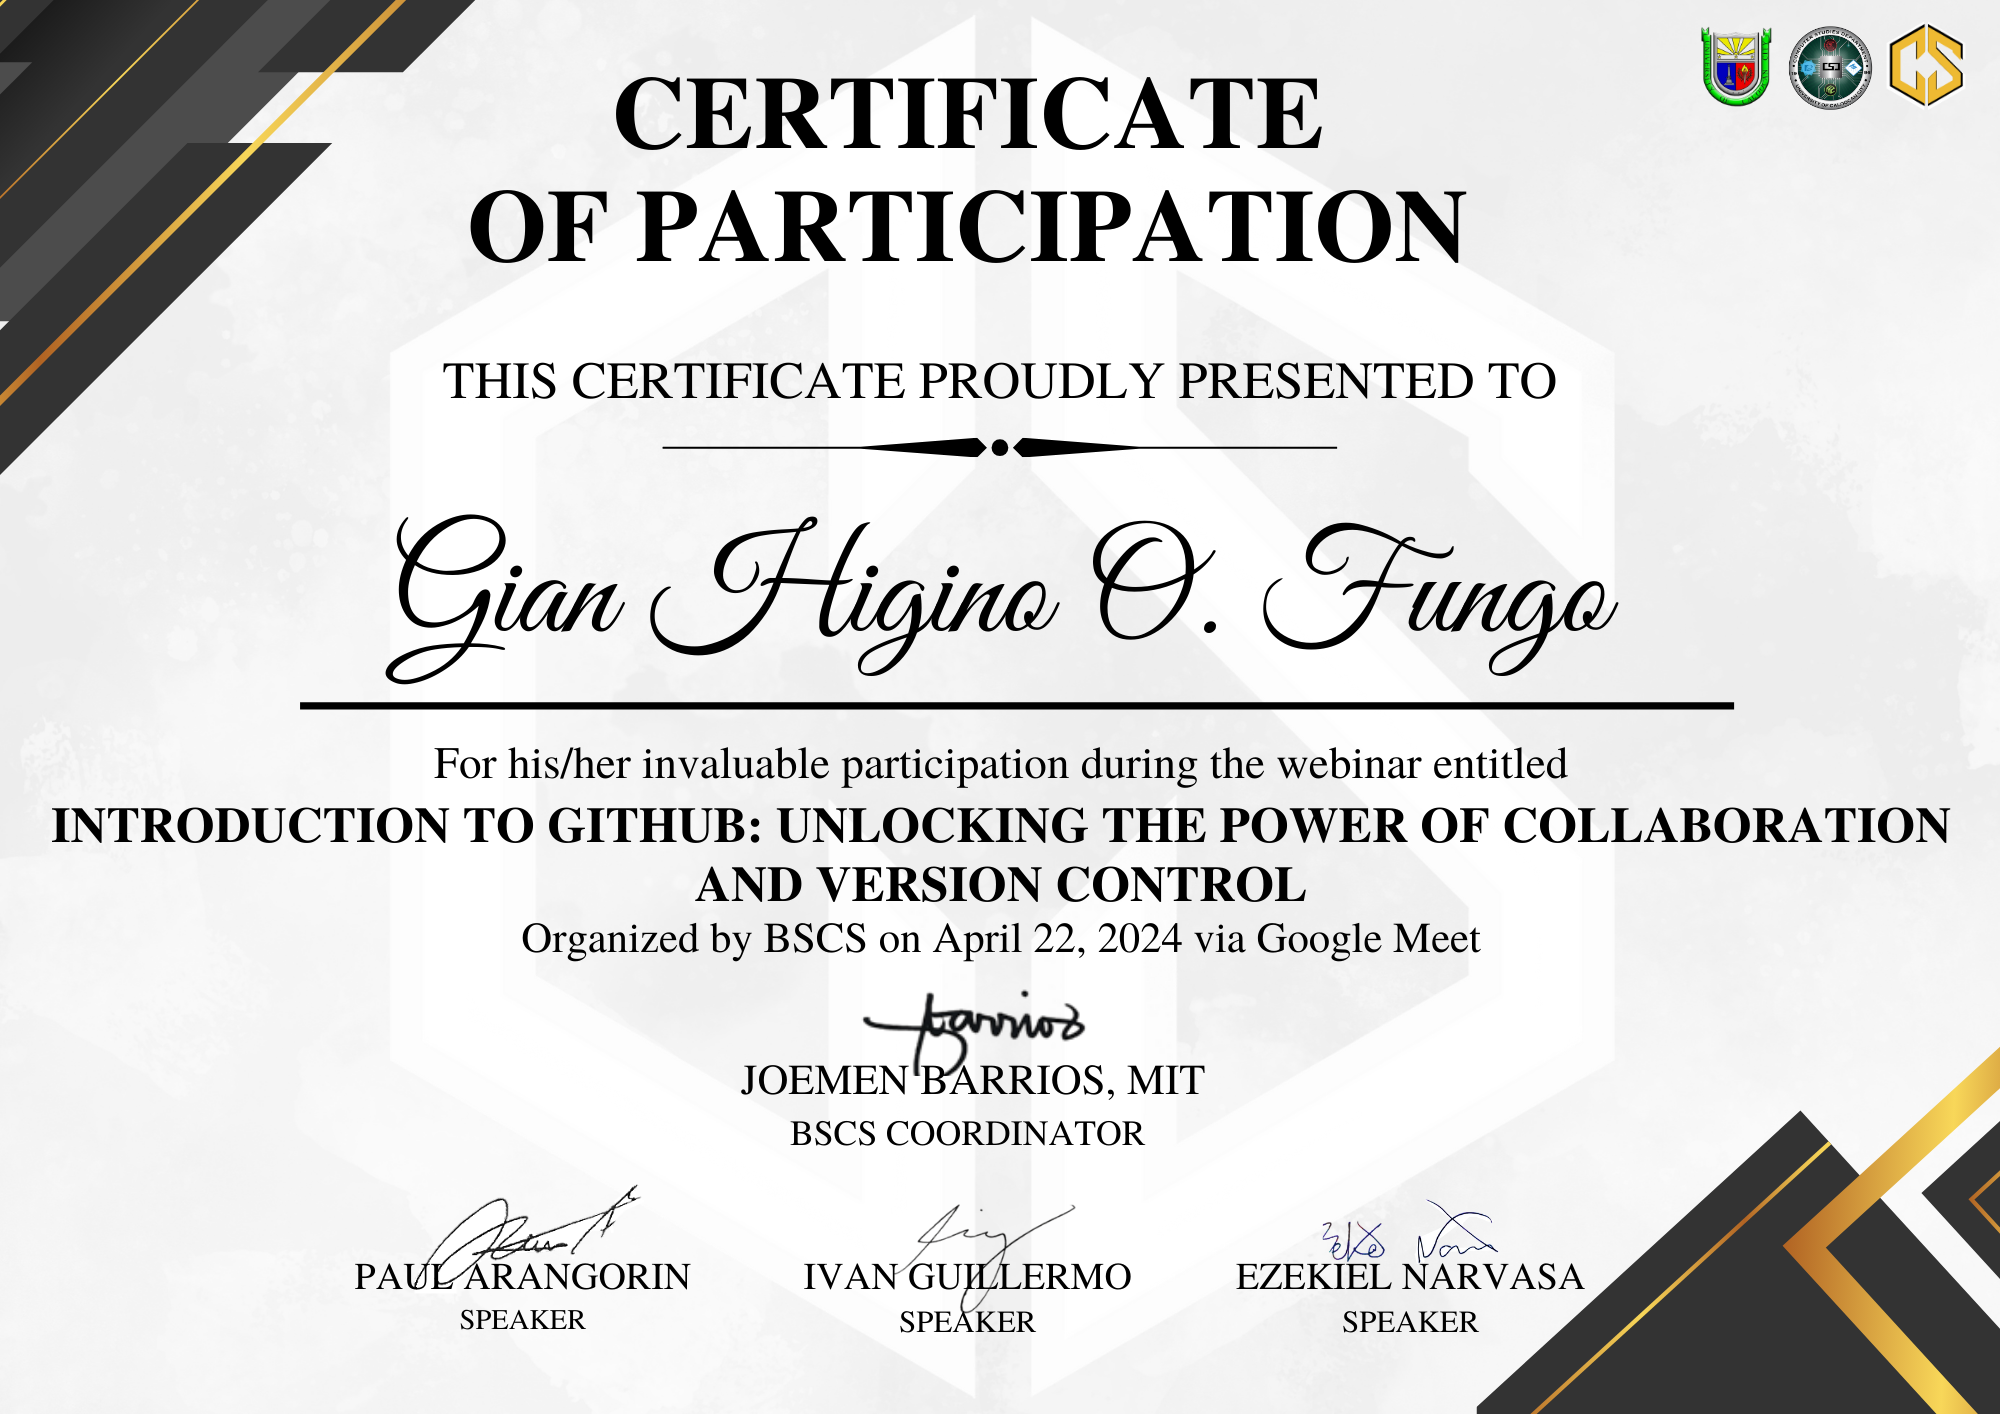 CERTIFICATE
OF PARTICIPATION
THIS CERTIFICATE PROUDLY PRESENTED TO
Gian Higino O. Fungo
For his/her invaluable participation during the webinar entitled
INTRODUCTION TO GITHUB: UNLOCKING THE POWER OF COLLABORATION
AND VERSION CONTROL
Organized by BSCS on April 22, 2024 via Google Meet
JOEMEN BARRIOS, MIT
BSCS COORDINATOR
PAUL ARANGORIN
SPEAKER
IVAN GUILLERMO
SPEAKER
EZEKIEL NARVASA
SPEAKER